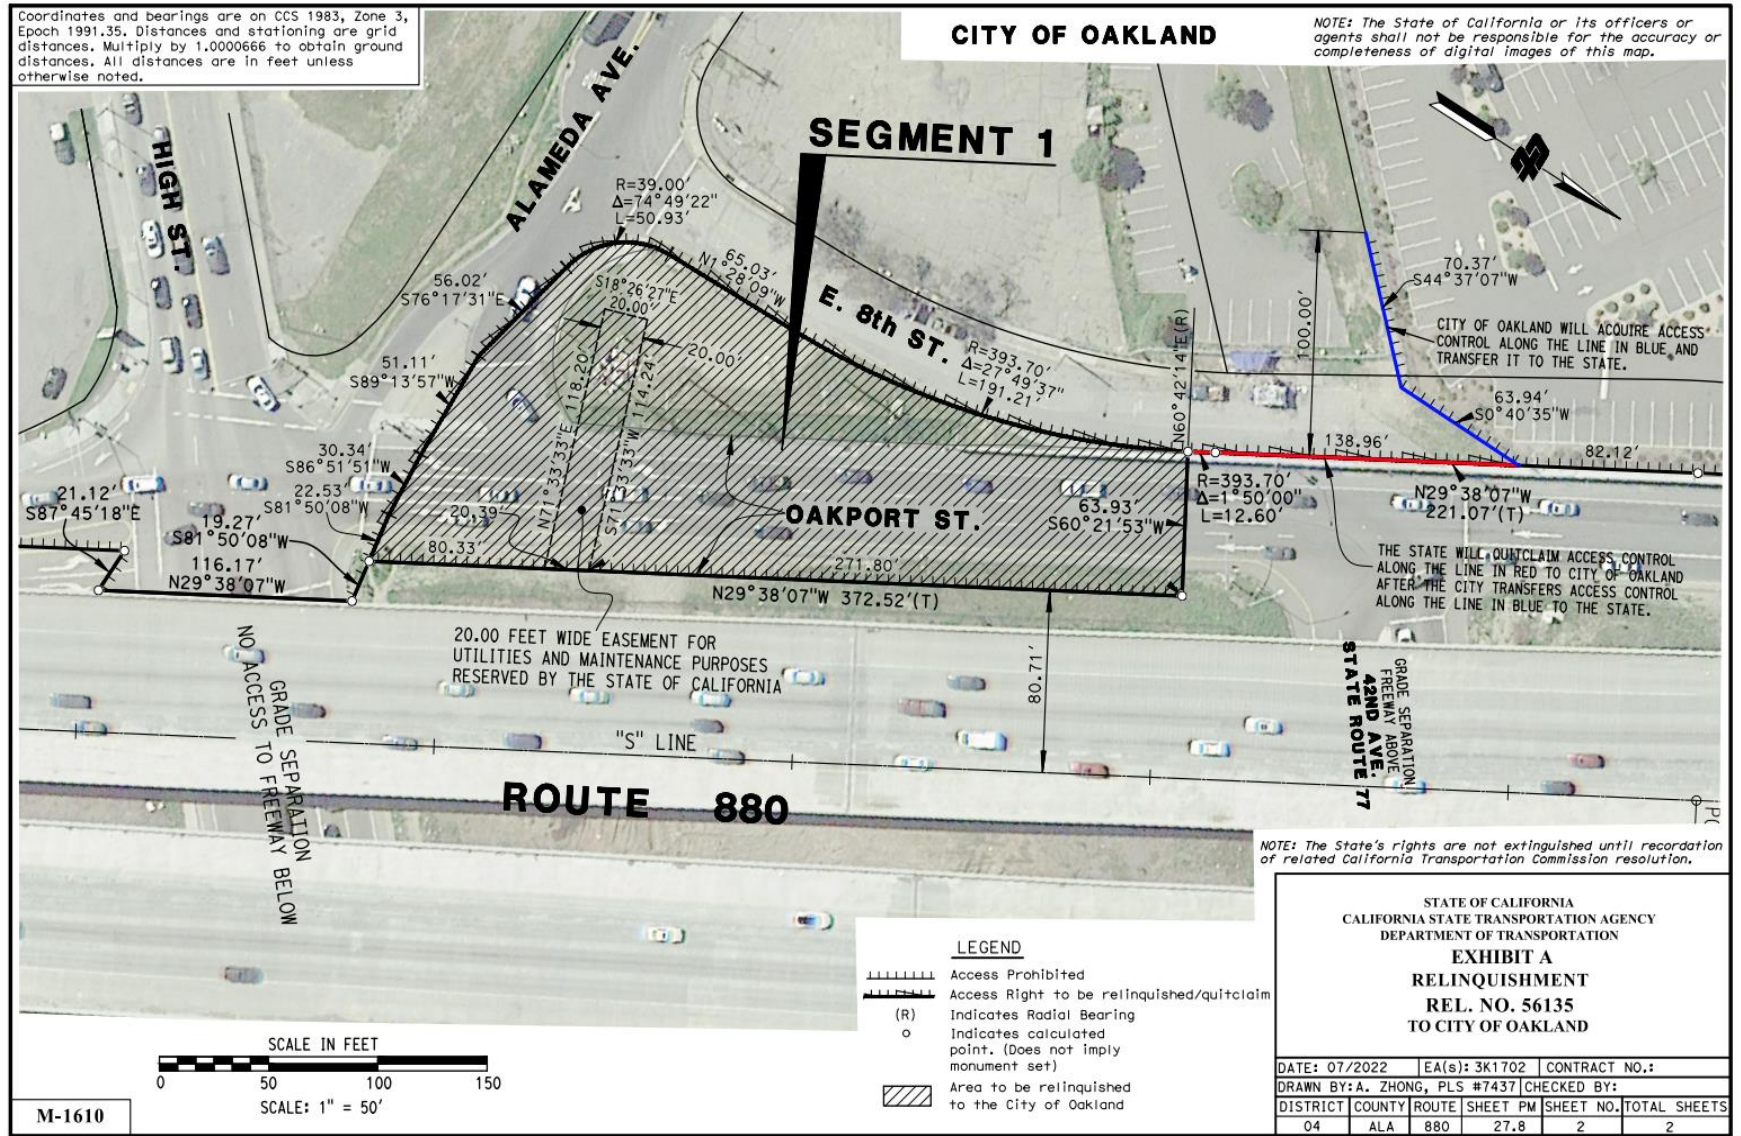 Coordinates and bearings are on CCS 1983, Zone 3,
Epoch 1991.35. Distances and stationing are grid
distances. Multiply by 1.0000666 to obtain ground
distances. All distances are in feet unless
otherwise noted.
CITY OF OAKLAND
NOTE: The State of California or its officers or
agents shall not be responsible for the accuracy or
completeness of digital images of this map.
HIGH ST.
ALAMEDA AVE.
SEGMENT 1
R=39.00'
Δ=74°49'22"
L=50.93'
65.03'
N1°28'09"W
56.02'
S76°17'31"E
S18°26'27"E
20.00'
E. 8th ST.
R=393.70'
Δ=27°49'37"
L=191.21'
N60°42'14"E(R)
100.00'
70.37'
S44°37'07"W
CITY OF OAKLAND WILL ACQUIRE ACCESS
CONTROL ALONG THE LINE IN BLUE AND
TRANSFER IT TO THE STATE.
51.11'
S89°13'57"W
20.00'
N71°33'33"E 118.20'
S71°33'33"W 114.24'
63.94'
S0°40'35"W
138.96'
82.12'
30.34'
S86°51'51"W
22.53'
S81°50'08"W
21.12'
S87°45'18"E
19.27'
S81°50'08"W
116.17'
N29°38'07"W
20.39'
80.33'
OAKPORT ST.
63.93'
S60°21'53"W
R=393.70'
Δ=1°50'00"
L=12.60'
N29°38'07"W
221.07'(T)
271.80'
N29°38'07"W 372.52'(T)
THE STATE WILL QUITCLAIM ACCESS CONTROL
ALONG THE LINE IN RED TO CITY OF OAKLAND
AFTER THE CITY TRANSFERS ACCESS CONTROL
ALONG THE LINE IN BLUE TO THE STATE.
20.00 FEET WIDE EASEMENT FOR
UTILITIES AND MAINTENANCE PURPOSES
RESERVED BY THE STATE OF CALIFORNIA
80.71'
GRADE SEPARATION
NO ACCESS TO FREEWAY BELOW
GRADE SEPARATION
FREEWAY ABOVE
42ND AVE.
STATE ROUTE 77
"S" LINE
ROUTE 880
NOTE: The State's rights are not extinguished until recordation
of related California Transportation Commission resolution.
LEGEND
Access Prohibited
Access Right to be relinquished/quitclaim
(R) Indicates Radial Bearing
Indicates calculated
point. (Does not imply
monument set)
Area to be relinquished
to the City of Oakland
SCALE IN FEET
0 50 100 150
SCALE: 1" = 50'
M-1610
STATE OF CALIFORNIA
CALIFORNIA STATE TRANSPORTATION AGENCY
DEPARTMENT OF TRANSPORTATION
EXHIBIT A
RELINQUISHMENT
REL. NO. 56135
TO CITY OF OAKLAND
DATE: 07/2022 EA(s): 3K1702 CONTRACT NO.:
DRAWN BY: A. ZHONG, PLS #7437 CHECKED BY:
DISTRICT COUNTY ROUTE SHEET PM SHEET NO. TOTAL SHEETS
04 ALA 880 27.8 2 2